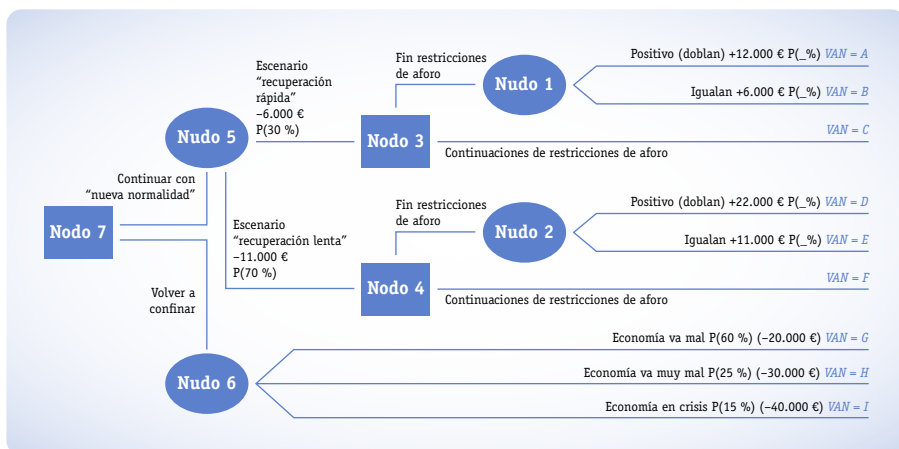 Fin restricciones
de aforo
Positivo (doblan) +12.000 € P(_%) VAN = A
Nudo 1
Igualan +6.000 € P(_%) VAN = B
Escenario
"recuperación
rápida"
–6.000 €
P(30 %)
Nudo 5
VAN = C
Nodo 3
Continuaciones de restricciones de aforo
Continuar con
"nueva normalidad"
Nodo 7
Escenario
"recuperación lenta"
–11.000 €
P(70 %)
Fin restricciones
de aforo
Positivo (doblan) +22.000 € P(_%) VAN = D
Nudo 2
Igualan +11.000 € P(_%) VAN = E
VAN = F
Nodo 4
Continuaciones de restricciones de aforo
Volver a
confinar
Nudo 6
Economía va mal P(60 %) (–20.000 €) VAN = G
Economía va muy mal P(25 %) (–30.000 €) VAN = H
Economía en crisis P(15 %) (–40.000 €) VAN = I